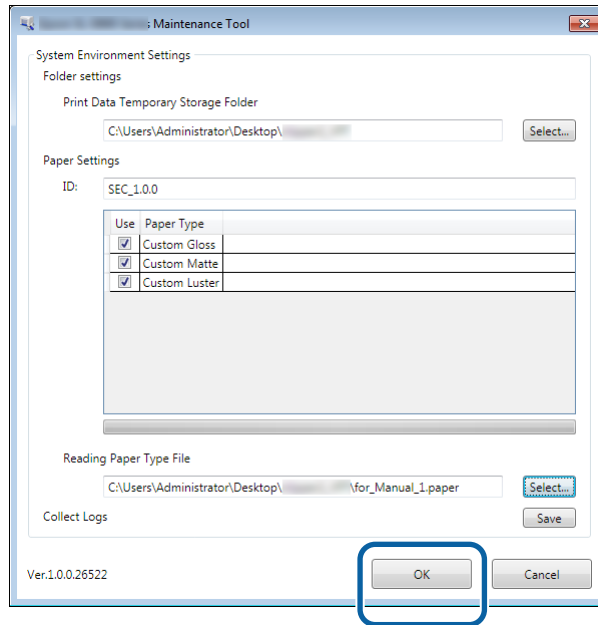 Maintenance Tool
System Environment Settings
Folder settings
Print Data Temporary Storage Folder
C:\Users\Administrator\Desktop\
Select...
Paper Settings
ID:
SEC_1.0.0
Use Paper Type
Custom Gloss
Custom Matte
Custom Luster
Reading Paper Type File
C:\Users\Administrator\Desktop\ \for_Manual_1.paper
Select...
Collect Logs
Save
Ver.1.0.0.26522
OK
Cancel